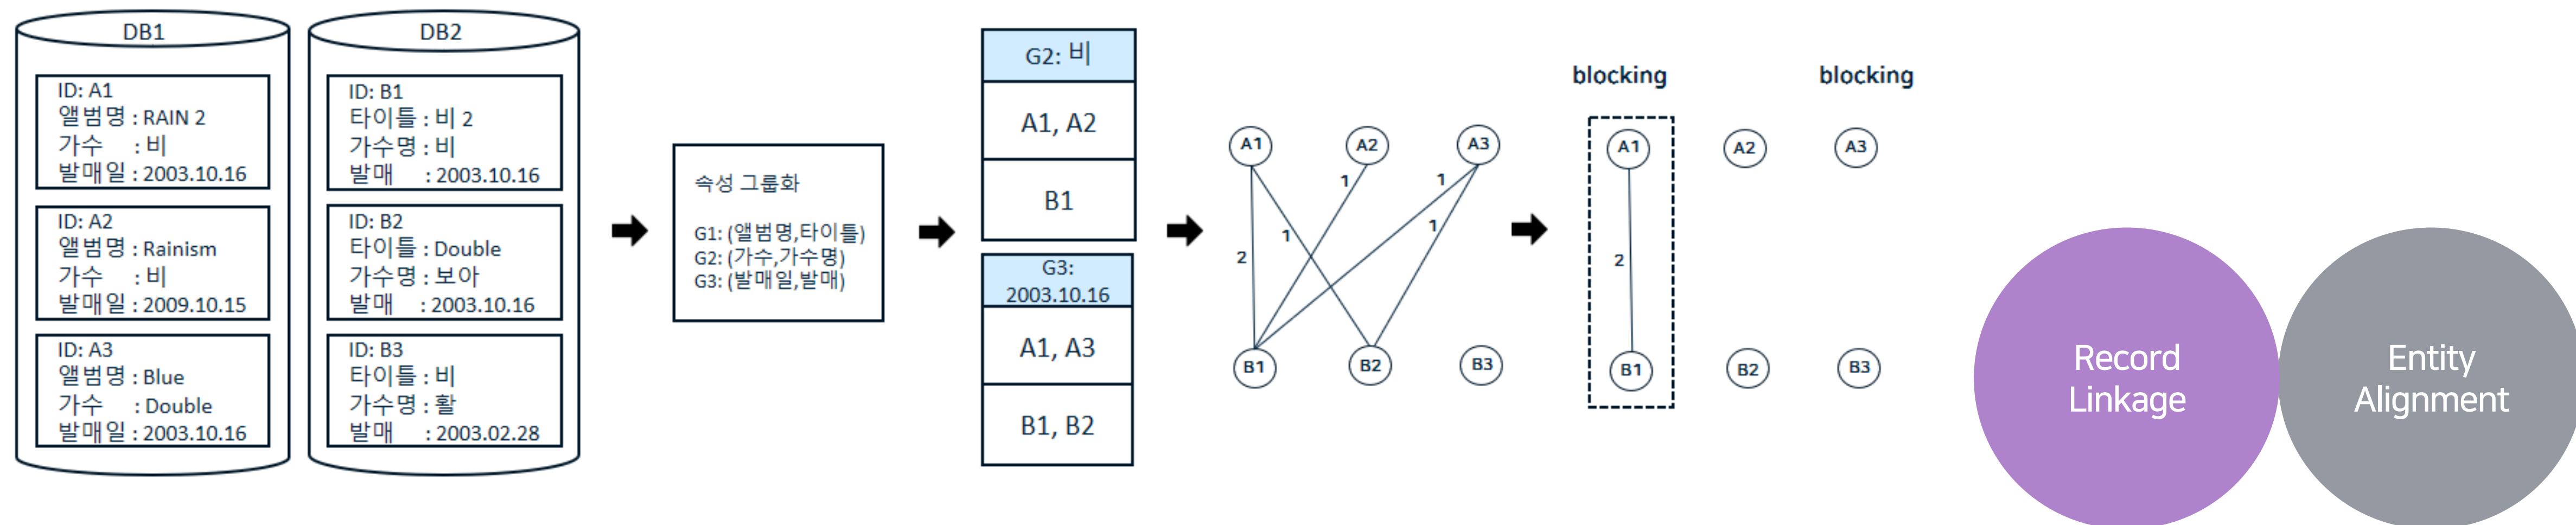 DB1
ID: A1
앨범명 : RAIN 2
가수 : 비
발매일 : 2003.10.16
ID: A2
앨범명 : Rainism
가수 : 비
발매일 : 2009.10.15
ID: A3
앨범명 : Blue
가수 : Double
발매일 : 2003.10.16
DB2
ID: B1
타이틀 : 비 2
가수명 : 비
발매 : 2003.10.16
ID: B2
타이틀 : Double
가수명 : 보아
발매 : 2003.10.16
ID: B3
타이틀 : 비
가수명 : 활
발매 : 2003.02.28
속성 그룹화
G1: (앨범명,타이틀)
G2: (가수,가수명)
G3: (발매일,발매)
G2: 비
A1, A2
B1
G3:
2003.10.16
A1, A3
B1, B2
A1
A2
A3
1
1
1
1
2
B1
B2
B3
blocking
blocking
A1
A2
A3
2
B1
B2
B3
Record
Linkage
Entity
Alignment